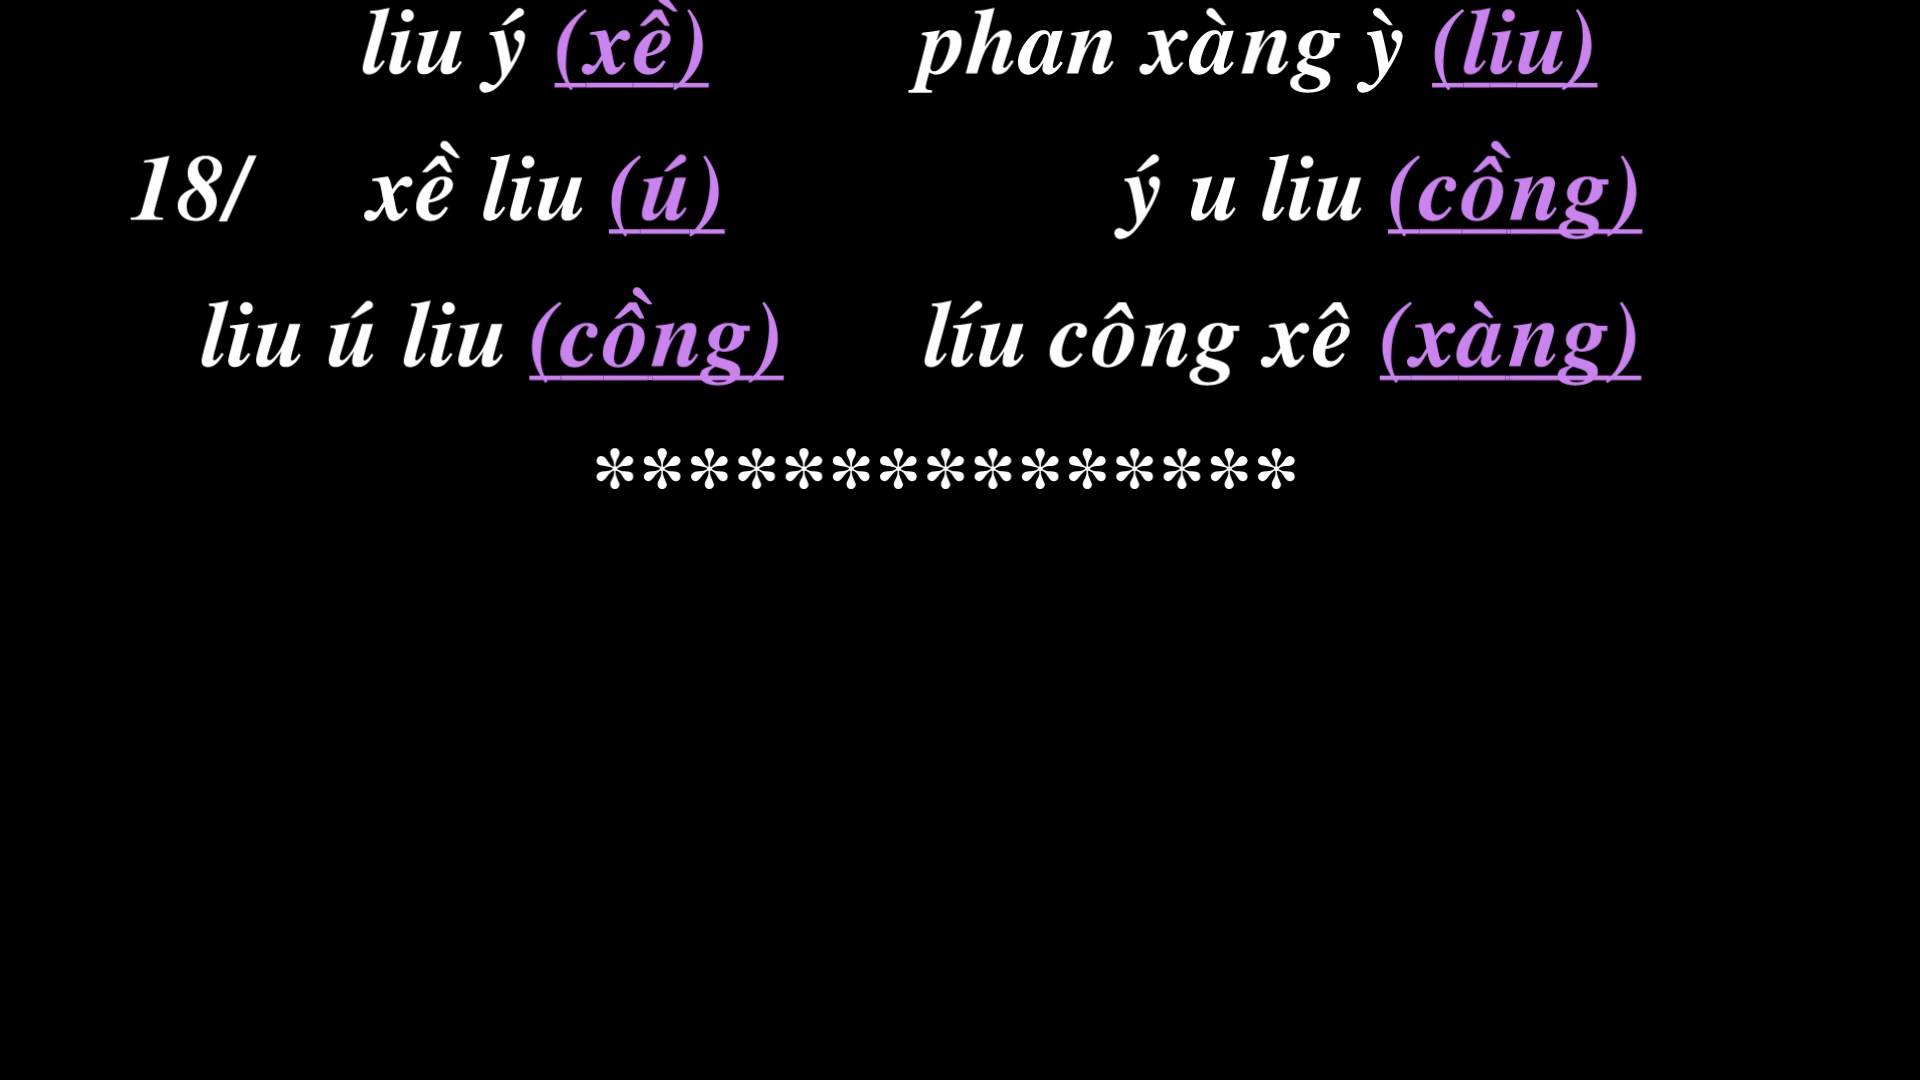 liu ý (xề) phan xàng ỳ (liu)
18/ xề liu (ú) ý u liu (cồng)
liu ú liu (cồng) líu công xê (xàng)
***************